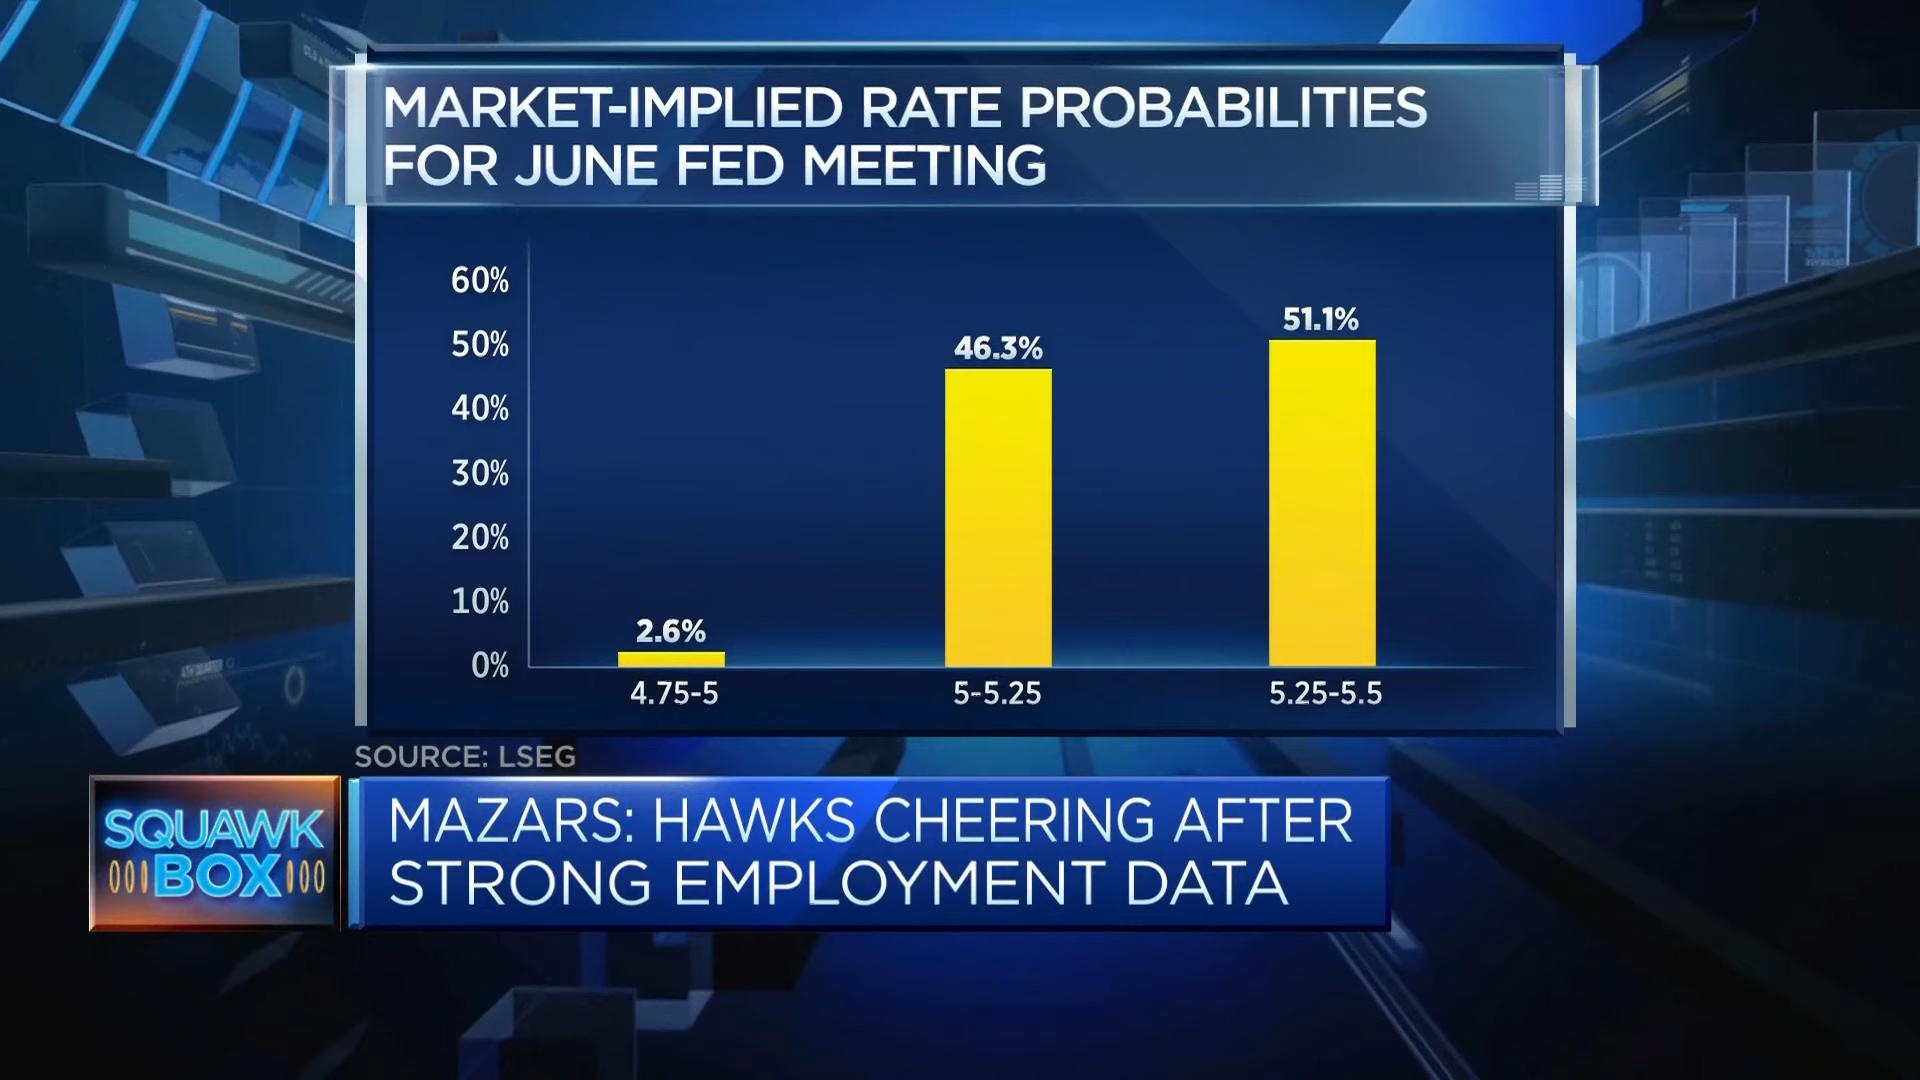 MARKET-IMPLIED RATE PROBABILITIES
FOR JUNE FED MEETING
60%
50%
40%
30%
20%
10%
0%
2.6%
46.3%
51.1%
4.75-5
5-5.25
5.25-5.5
SOURCE: LSEG
SQUAWK
BOX
MAZARS: HAWKS CHEERING AFTER
STRONG EMPLOYMENT DATA